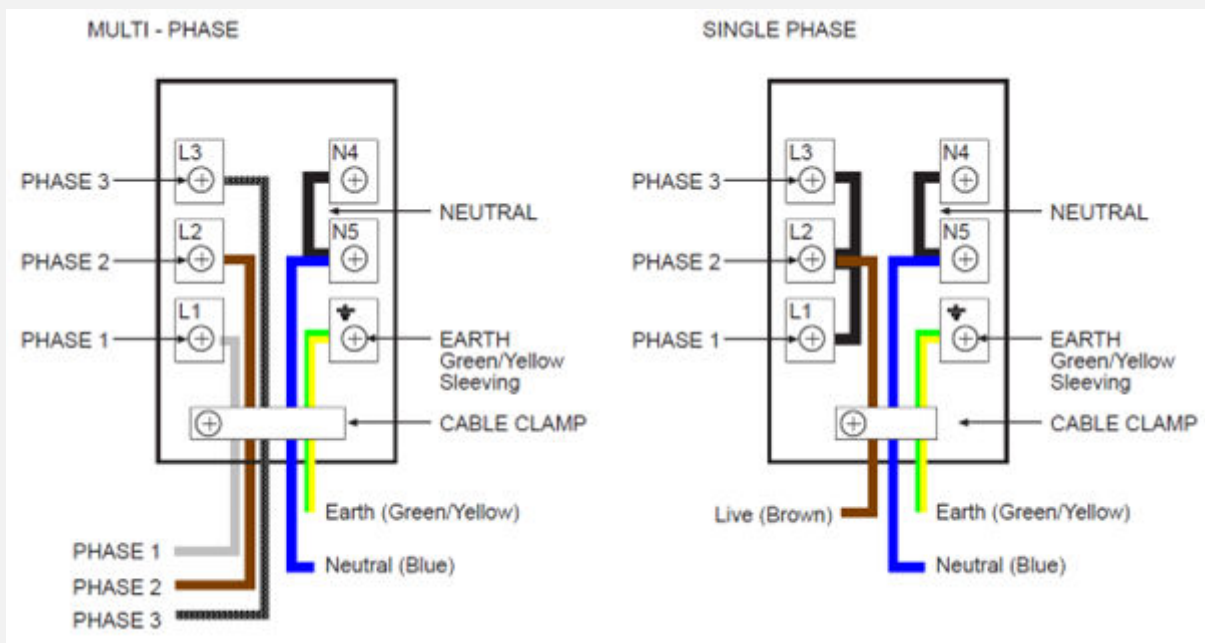 MULTI - PHASE
L3
N4
PHASE 3
NEUTRAL
L2
N5
PHASE 2
L1
PHASE 1
EARTH
Green/Yellow
Sleeving
CABLE CLAMP
Earth (Green/Yellow)
PHASE 1
Neutral (Blue)
PHASE 2
PHASE 3
SINGLE PHASE
L3
N4
PHASE 3
NEUTRAL
L2
N5
PHASE 2
L1
PHASE 1
EARTH
Green/Yellow
Sleeving
CABLE CLAMP
Live (Brown)
Earth (Green/Yellow)
Neutral (Blue)